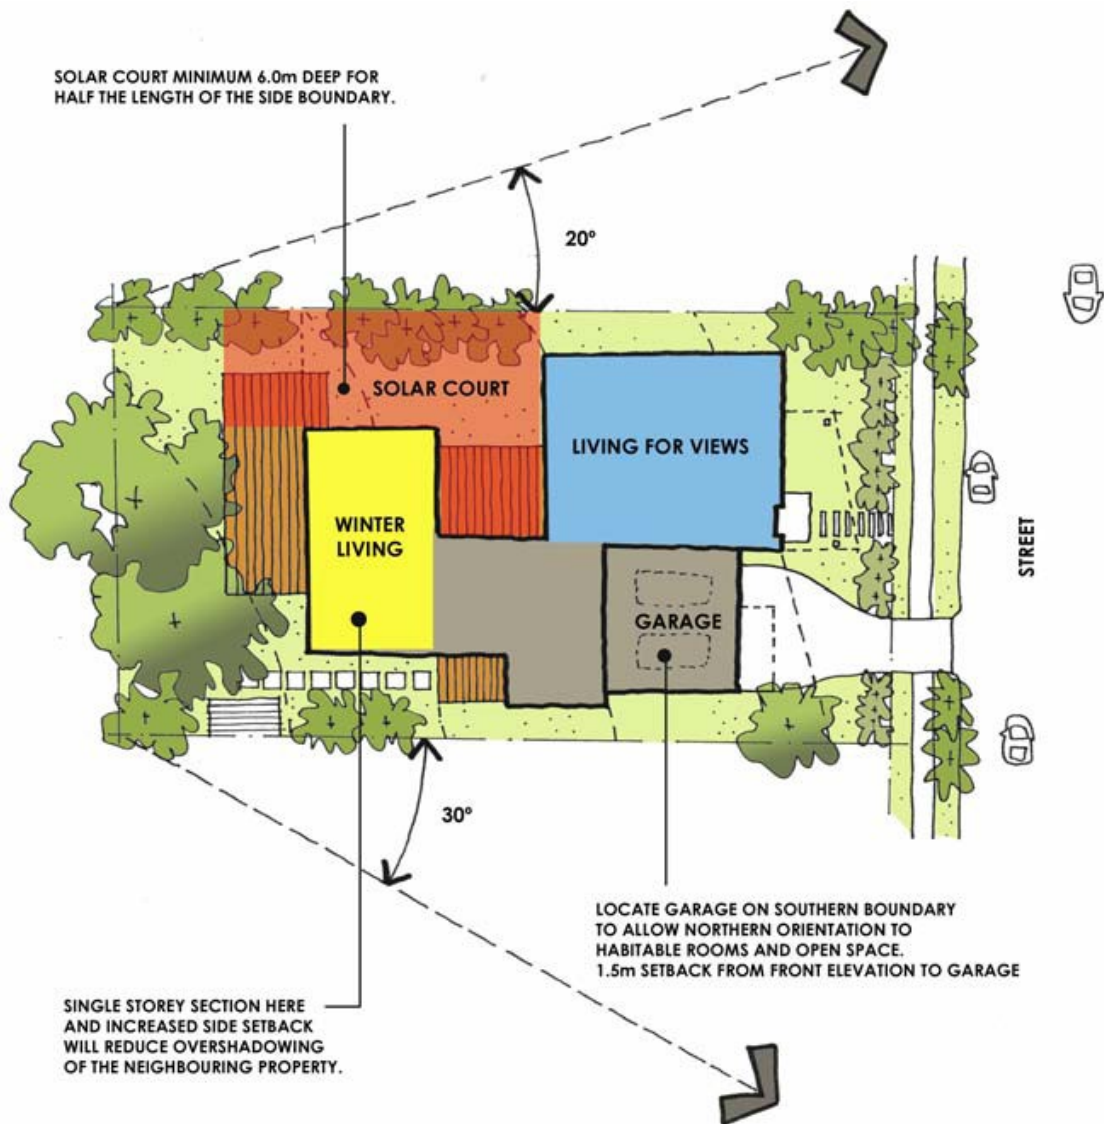 SOLAR COURT MINIMUM 6.0m DEEP FOR
HALF THE LENGTH OF THE SIDE BOUNDARY.
20º
SOLAR COURT
LIVING FOR VIEWS
WINTER
LIVING
STREET
GARAGE
30º
LOCATE GARAGE ON SOUTHERN BOUNDARY
TO ALLOW NORTHERN ORIENTATION TO
HABITABLE ROOMS AND OPEN SPACE.
1.5m SETBACK FROM FRONT ELEVATION TO GARAGE
SINGLE STOREY SECTION HERE
AND INCREASED SIDE SETBACK
WILL REDUCE OVERSHADOWING
OF THE NEIGHBOURING PROPERTY.